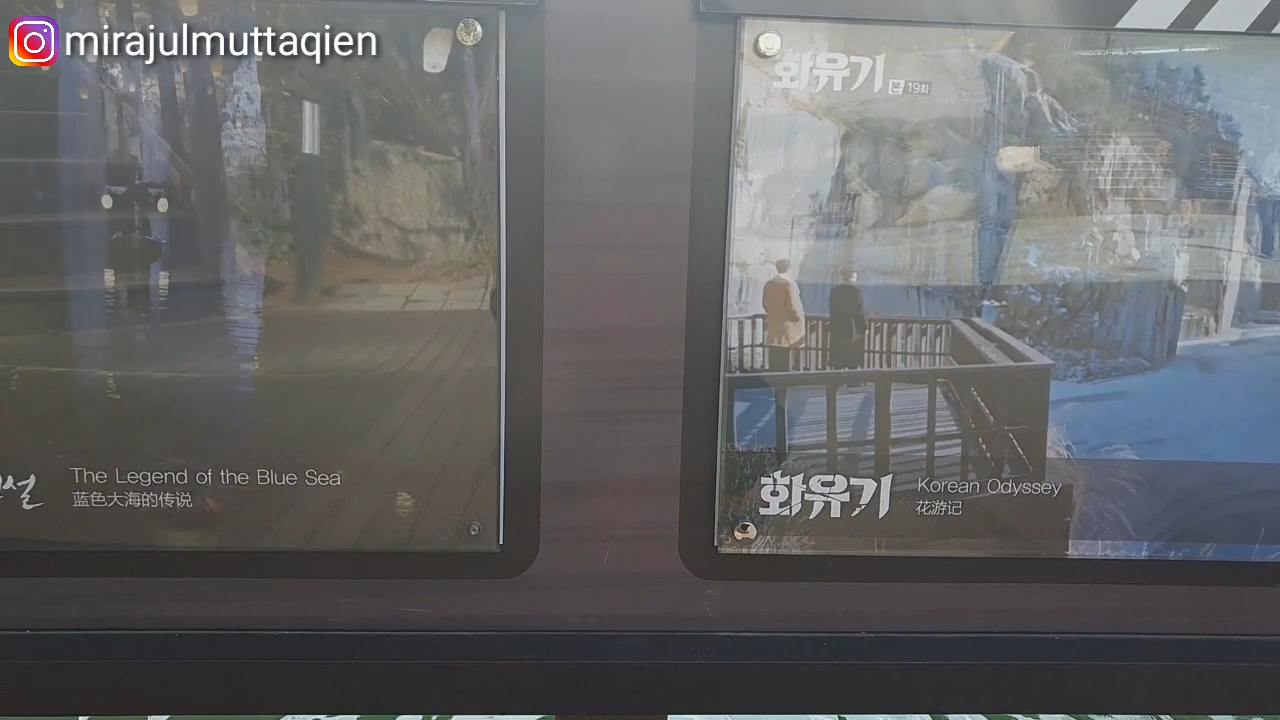 mirajulmuttaqien
화유기 19화
설
The Legend of the Blue Sea
蓝色大海的传说
화유기
Korean Odyssey
花游记